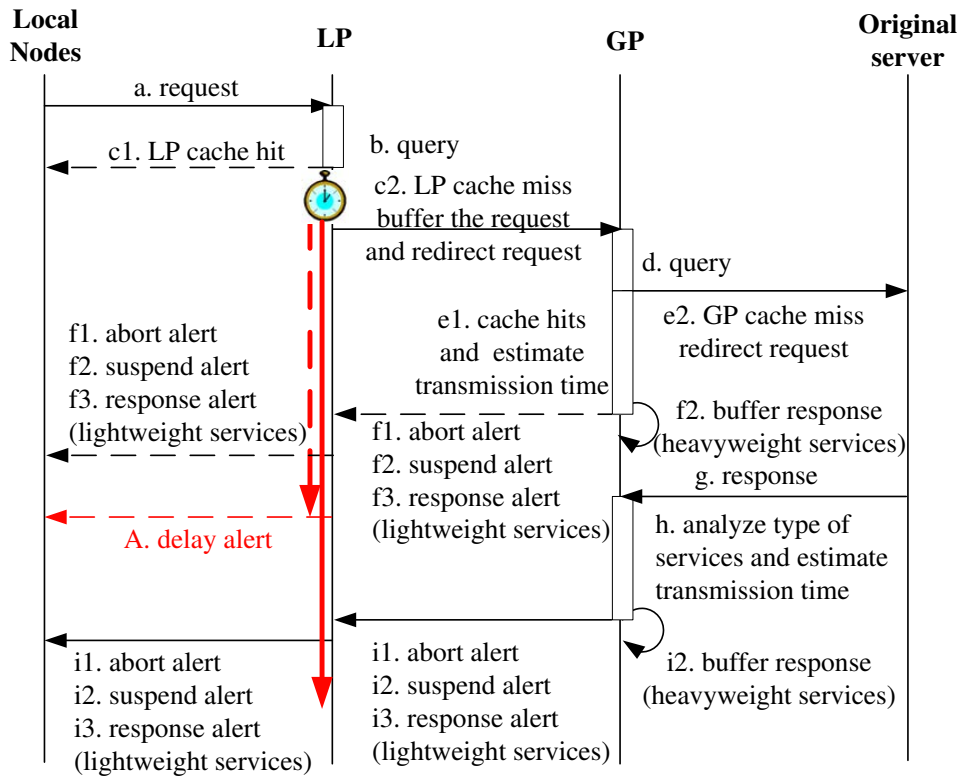 Local
Nodes
LP
GP
Original
server
a. request
c1. LP cache hit
b. query
c2. LP cache miss
buffer the request
and redirect request
d. query
e2. GP cache miss
redirect request
e1. cache hits
and estimate
transmission time
f1. abort alert
f2. suspend alert
f3. response alert
(lightweight services)
f2. buffer response
(heavyweight services)
f1. abort alert
f2. suspend alert
f3. response alert
(lightweight services)
g. response
A. delay alert
h. analyze type of
services and estimate
transmission time
i1. abort alert
i2. suspend alert
i3. response alert
(lightweight services)
i1. abort alert
i2. suspend alert
i3. response alert
(lightweight services)
i2. buffer response
(heavyweight services)